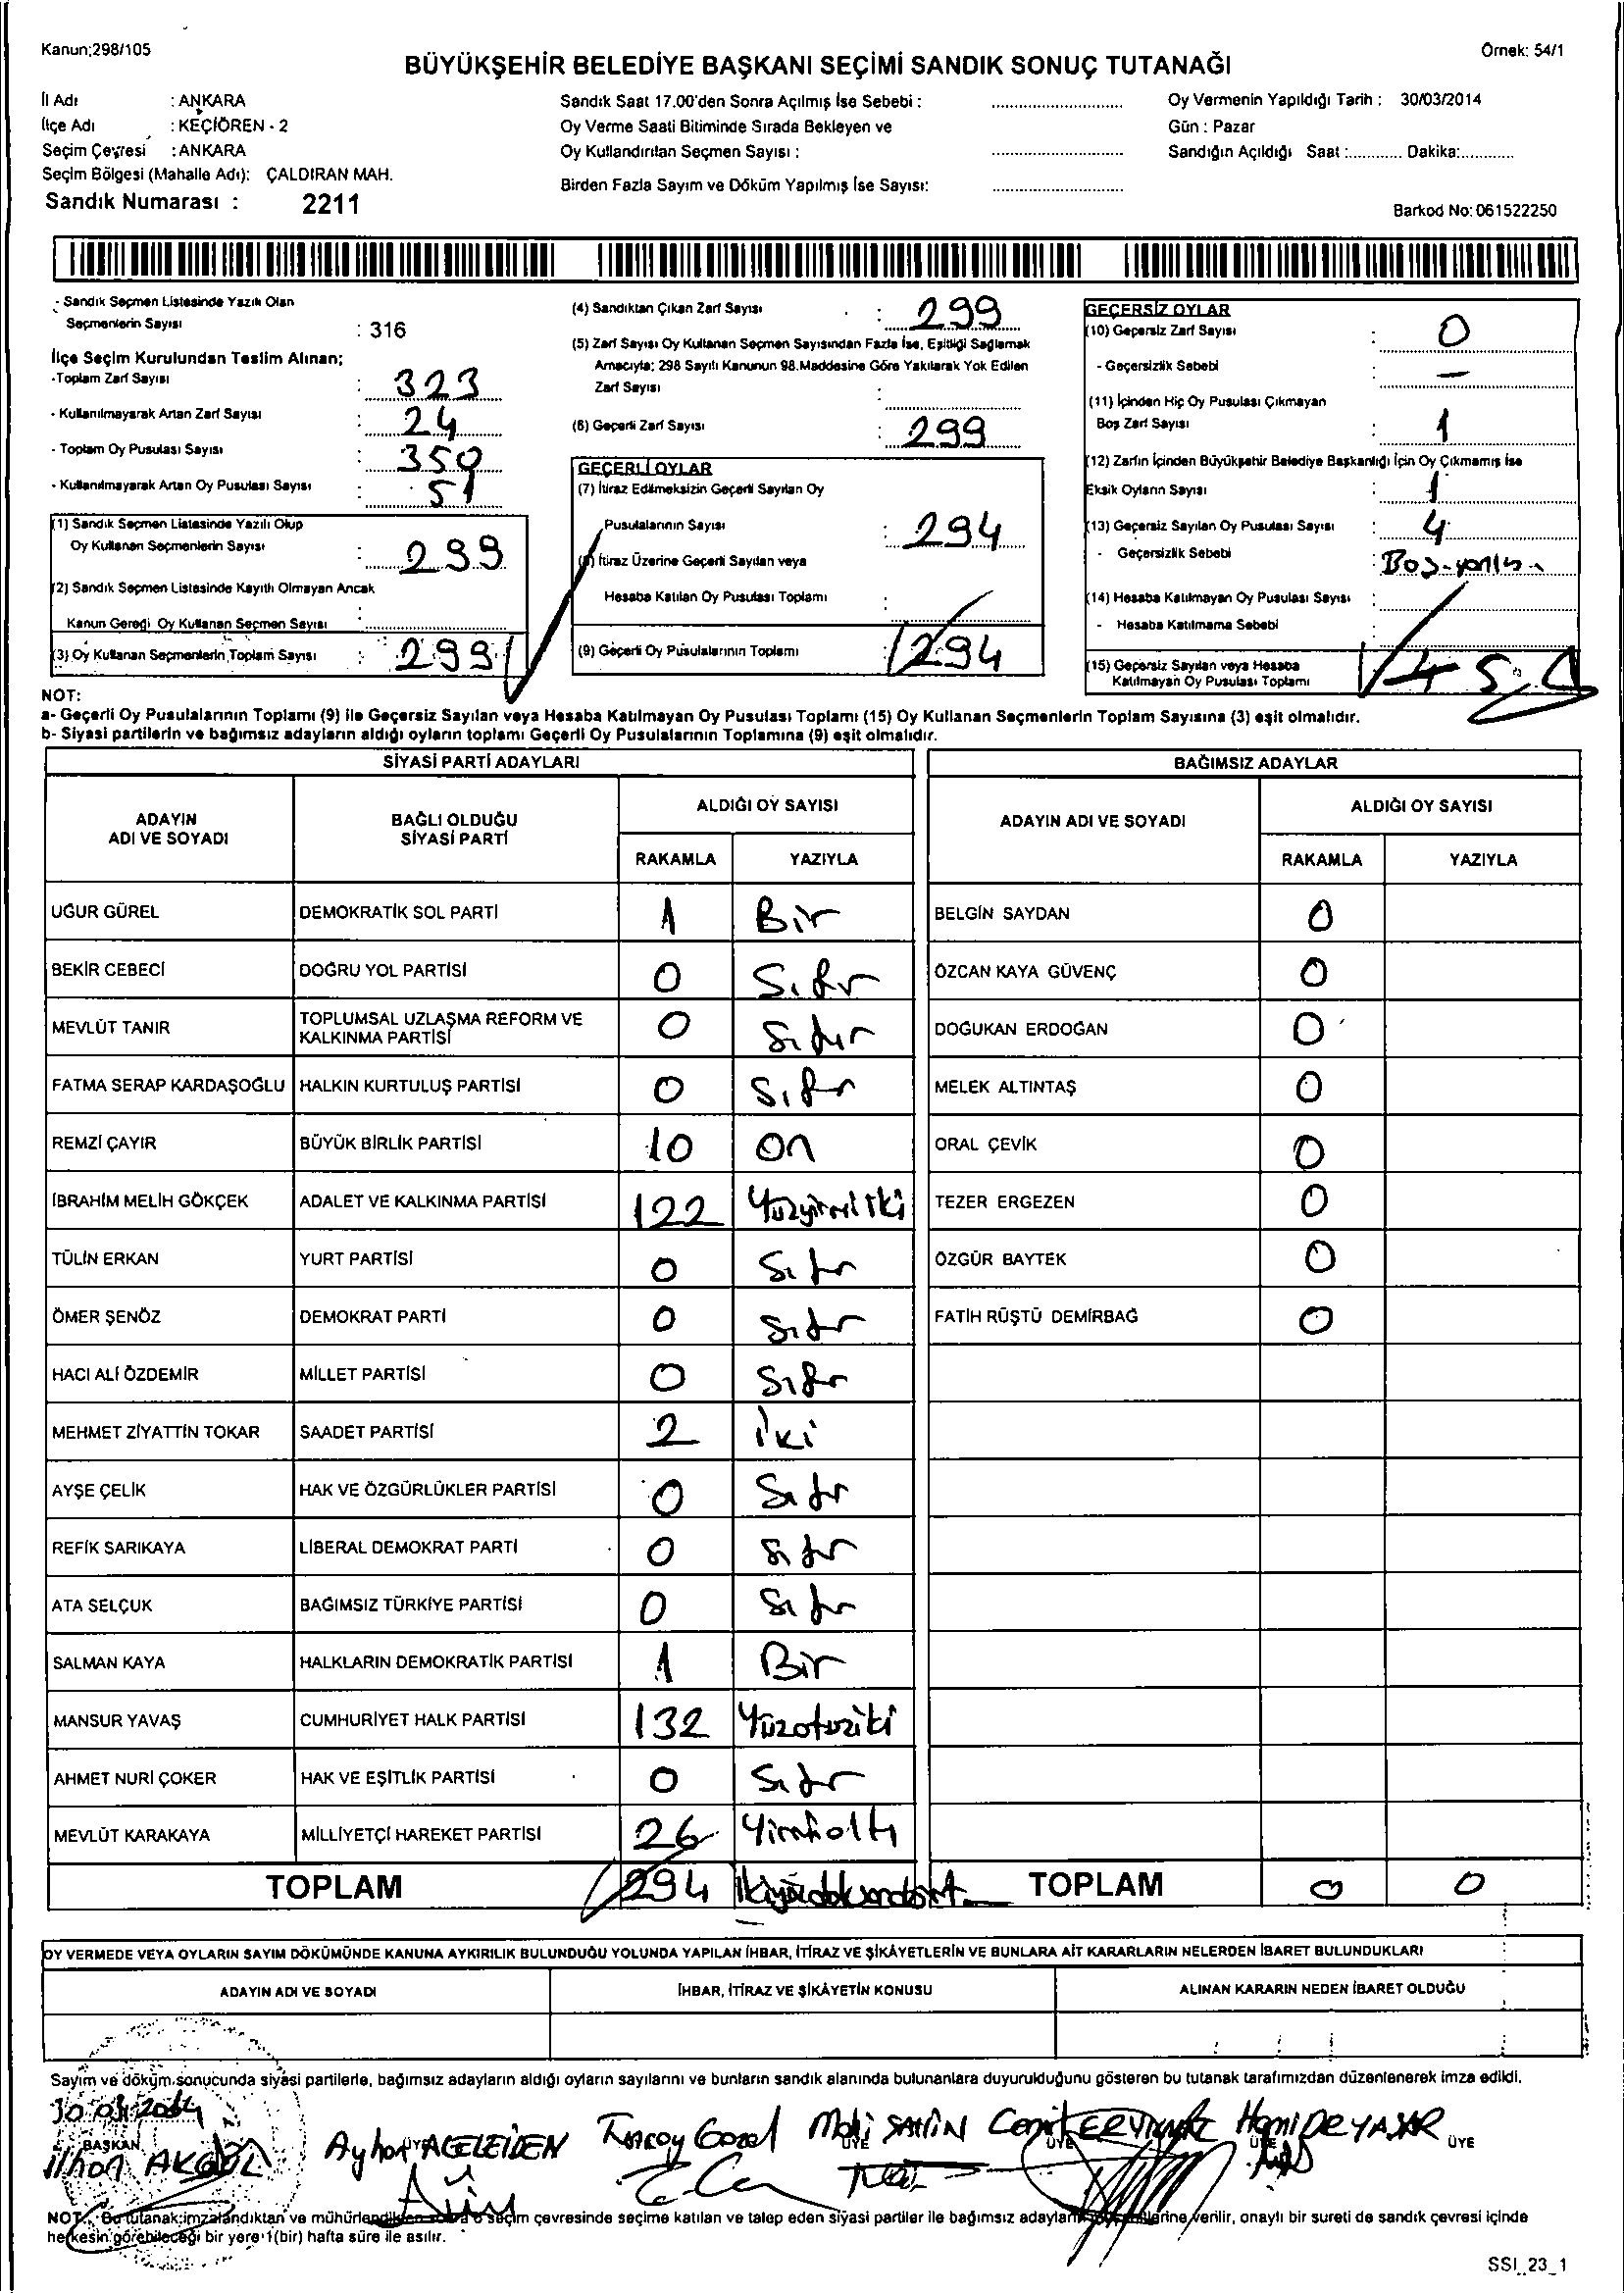 Kanun;298/105
Örnek: 54/1
BÜYÜKŞEHİR BELEDİYE BAŞKANI SEÇİMİ SANDIK SONUÇ TUTANAĞI
İl Adı : ANKARA
İlçe Adı : KEÇİÖREN - 2
Seçim Çevresi : ANKARA
Seçim Bölgesi (Mahalle Adı): ÇALDIRAN MAH.
Sandık Numarası : 2211
Sandık Saat 17.00'den Sonra Açılmış İse Sebebi :
Oy Verme Saati Bitiminde Sırada Bekleyen ve
Oy Kullandırılan Seçmen Sayısı :
Birden Fazla Sayım ve Döküm Yapılmış İse Sayısı:
Oy Vermenin Yapıldığı Tarih : 30/03/2014
Gün : Pazar
Sandığın Açıldığı Saat :............ Dakika:............
Barkod No: 061522250
- Sandık Seçmen Listesinde Yazılı Olan
Seçmenlerin Sayısı : 316
İlçe Seçim Kurulundan Teslim Alınan;
-Toplam Zarf Sayısı : 323
- Kullanılmayarak Artan Zarf Sayısı : 24
- Toplam Oy Pusulası Sayısı : 350
- Kullanılmayarak Artan Oy Pusulası Sayısı : 51
(1) Sandık Seçmen Listesinde Yazılı Olup
Oy Kullanan Seçmenlerin Sayısı : 299
(2) Sandık Seçmen Listesinde Kayıtlı Olmayan Ancak
Kanun Gereği Oy Kullanan Seçmen Sayısı :
(3) Oy Kullanan Seçmenlerin Toplam Sayısı : 299
(4) Sandıktan Çıkan Zarf Sayısı : 299
(5) Zarf Sayısı Oy Kullanan Seçmen Sayısından Fazla İse, Eşitliği Sağlamak
Amacıyla; 298 Sayılı Kanunun 98.Maddesine Göre Yakılarak Yok Edilen
Zarf Sayısı :
(6) Geçerli Zarf Sayısı : 299
GEÇERLİ OYLAR
(7) İtiraz Edilmeksizin Geçerli Sayılan Oy
Pusulalarının Sayısı : 294
(8) İtiraz Üzerine Geçerli Sayılan veya
Hesaba Katılan Oy Pusulası Toplamı :
(9) Geçerli Oy Pusulalarının Toplamı : 294
GEÇERSİZ OYLAR
(10) Geçersiz Zarf Sayısı : 0
- Geçersizlik Sebebi : —
(11) İçinden Hiç Oy Pusulası Çıkmayan
Boş Zarf Sayısı : 1
(12) Zarfın İçinden Büyükşehir Belediye Başkanlığı İçin Oy Çıkmamış İse
Eksik Oyların Sayısı : 1
(13) Geçersiz Sayılan Oy Pusulası Sayısı : 4
- Geçersizlik Sebebi : Boş-yanlış
(14) Hesaba Katılmayan Oy Pusulası Sayısı :
- Hesaba Katılmama Sebebi :
(15) Geçersiz Sayılan veya Hesaba
Katılmayan Oy Pusulası Toplamı 5
NOT:
a- Geçerli Oy Pusulalarının Toplamı (9) ile Geçersiz Sayılan veya Hesaba Katılmayan Oy Pusulası Toplamı (15) Oy Kullanan Seçmenlerin Toplam Sayısına (3) eşit olmalıdır.
b- Siyasi partilerin ve bağımsız adayların aldığı oyların toplamı Geçerli Oy Pusulalarının Toplamına (9) eşit olmalıdır.
SİYASİ PARTİ ADAYLARI
BAĞIMSIZ ADAYLAR
ADAYIN ADI VE SOYADI
BAĞLI OLDUĞU SİYASİ PARTİ
ALDIĞI OY SAYISI
RAKAMLA YAZIYLA
ADAYIN ADI VE SOYADI
ALDIĞI OY SAYISI
RAKAMLA YAZIYLA
UĞUR GÜREL DEMOKRATİK SOL PARTİ 1 Bir BELGİN SAYDAN 0
BEKİR CEBECİ DOĞRU YOL PARTİSİ 0 Sıfır ÖZCAN KAYA GÜVENÇ 0
MEVLÜT TANIR TOPLUMSAL UZLAŞMA REFORM VE KALKINMA PARTİSİ 0 Sıfır DOĞUKAN ERDOĞAN 0
FATMA SERAP KARDAŞOĞLU HALKIN KURTULUŞ PARTİSİ 0 Sıfır MELEK ALTINTAŞ 0
REMZİ ÇAYIR BÜYÜK BİRLİK PARTİSİ 10 On ORAL ÇEVİK 0
İBRAHİM MELİH GÖKÇEK ADALET VE KALKINMA PARTİSİ 122 Yüzyirmi iki TEZER ERGEZEN 0
TÜLİN ERKAN YURT PARTİSİ 0 Sıfır ÖZGÜR BAYTEK 0
ÖMER ŞENÖZ DEMOKRAT PARTİ 0 Sıfır FATİH RÜŞTÜ DEMİRBAĞ 0
HACI ALİ ÖZDEMİR MİLLET PARTİSİ 0 Sıfır
MEHMET ZİYATTİN TOKAR SAADET PARTİSİ 2 İki
AYŞE ÇELİK HAK VE ÖZGÜRLÜKLER PARTİSİ 0 Sıfır
REFİK SARIKAYA LİBERAL DEMOKRAT PARTİ 0 Sıfır
ATA SELÇUK BAĞIMSIZ TÜRKİYE PARTİSİ 0 Sıfır
SALMAN KAYA HALKLARIN DEMOKRATİK PARTİSİ 1 Bir
MANSUR YAVAŞ CUMHURİYET HALK PARTİSİ 132 Yüzotuziki
AHMET NURİ ÇOKER HAK VE EŞİTLİK PARTİSİ 0 Sıfır
MEVLÜT KARAKAYA MİLLİYETÇİ HAREKET PARTİSİ 26 Yirmialtı
TOPLAM 294 İkiyüzdoksandört TOPLAM 0 0
OY VERMEDE VEYA OYLARIN SAYIM DÖKÜMÜNDE KANUNA AYKIRILIK BULUNDUĞU YOLUNDA YAPILAN İHBAR, İTİRAZ VE ŞİKÂYETLERİN VE BUNLARA AİT KARARLARIN NELERDEN İBARET BULUNDUKLARI
ADAYIN ADI VE SOYADI İHBAR, İTİRAZ VE ŞİKÂYETİN KONUSU ALINAN KARARIN NEDEN İBARET OLDUĞU
Sayım ve döküm sonucunda siyasi partilerle, bağımsız adayların aldığı oyların sayılarını ve bunların sandık alanında bulunanlara duyurulduğunu gösteren bu tutanak tarafımızdan düzenlenerek imza edildi.
BAŞKAN ÜYE ÜYE ÜYE ÜYE ÜYE
İlhan AKGÜL Ayhan Koray Gözel ŞAHİN Cemil HAMİDE YAŞAR
NOT: Bu tutanak imzalandıktan ve mühürlendikten sonra o seçim çevresinde seçime katılan ve talep eden siyasi partiler ile bağımsız adayların verilir, onaylı bir sureti de sandık çevresi içinde
herkesin görebileceği bir yere 1(bir) hafta süre ile asılır.
SSI_23_1